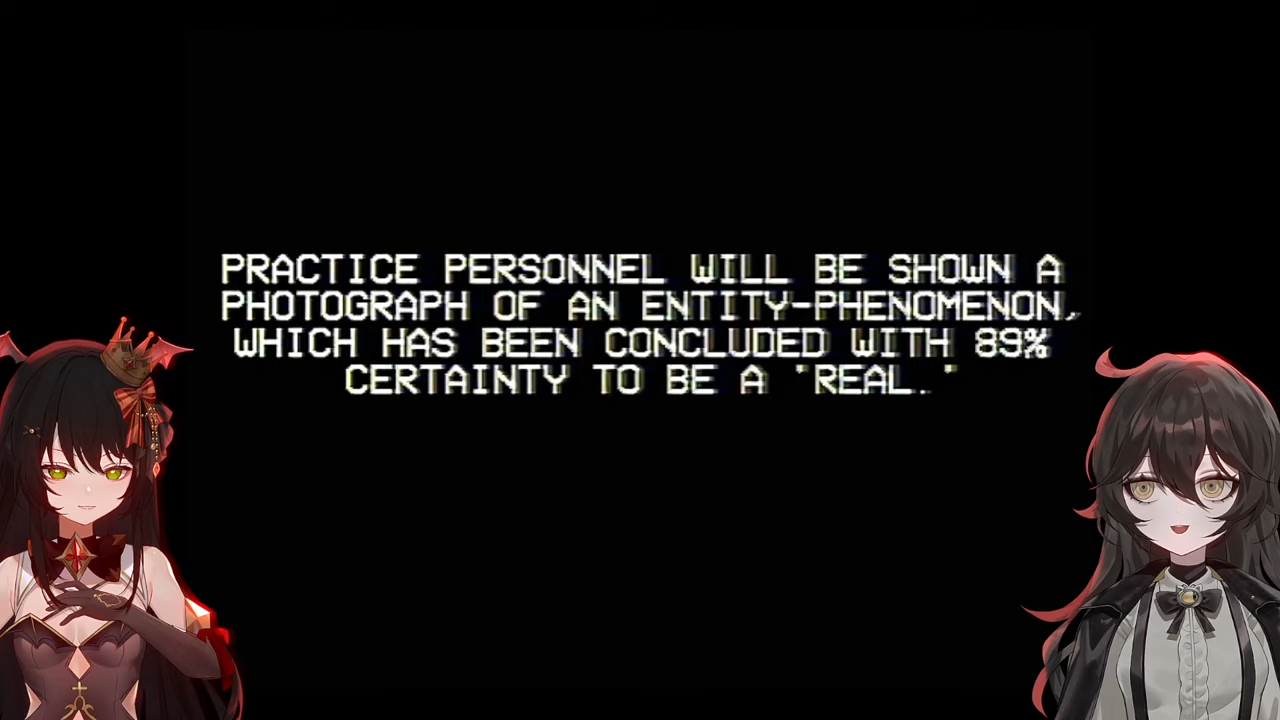 PRACTICE PERSONNEL WILL BE SHOWN A
PHOTOGRAPH OF AN ENTITY-PHENOMENON,
WHICH HAS BEEN CONCLUDED WITH 89%
CERTAINTY TO BE A 'REAL.'